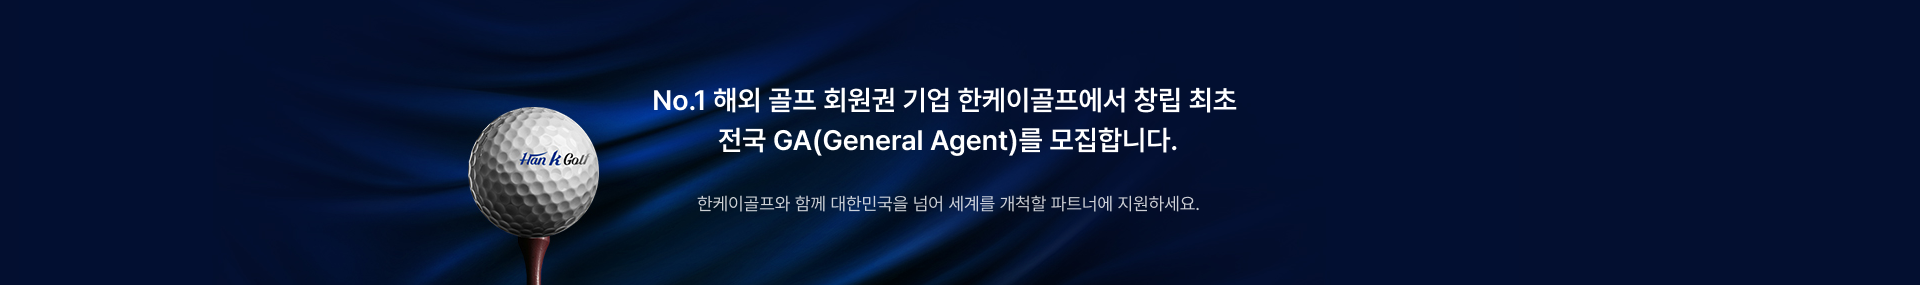 No.1 해외 골프 회원권 기업 한케이골프에서 창립 최초
전국 GA(General Agent)를 모집합니다.
Han K Golf
한케이골프와 함께 대한민국을 넘어 세계를 개척할 파트너에 지원하세요.